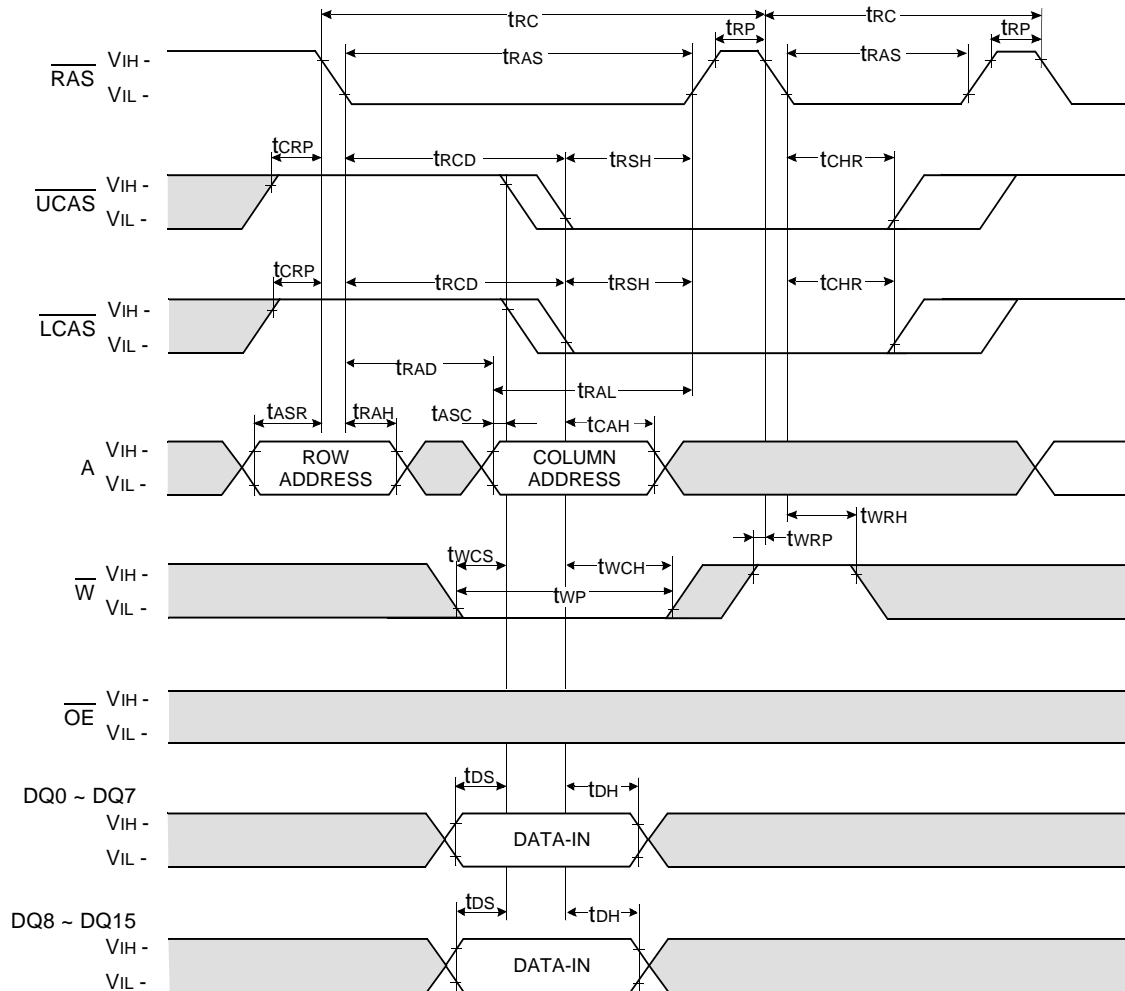 tRC tRC
tRP tRP
tRAS tRAS
RAS
VIH -
VIL -
tCRP tRCD tRSH tCHR
UCAS
VIH -
VIL -
tCRP tRCD tRSH tCHR
LCAS
VIH -
VIL -
tRAD
tRAL
tASR tRAH tASC tCAH
A
VIH -
VIL -
ROW
ADDRESS
COLUMN
ADDRESS
tWRH
tWRP
tWCS tWCH
tWP
W
VIH -
VIL -
OE
VIH -
VIL -
tDS tDH
DQ0 ~ DQ7
VIH -
VIL -
DATA-IN
tDS tDH
DQ8 ~ DQ15
VIH -
VIL -
DATA-IN